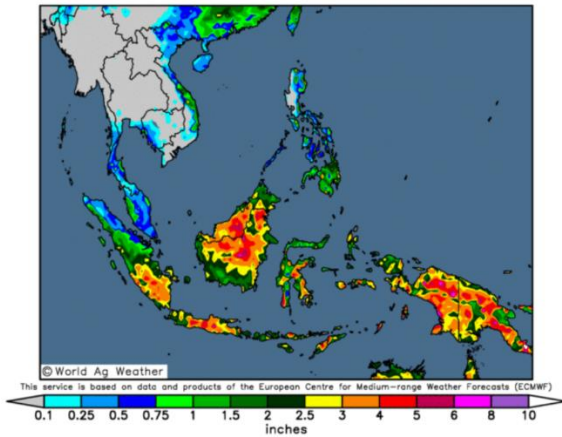 © World Ag Weather
This service is based on data and products of the European Centre for Medium-range Weather Forecasts (ECMWF)
0.1 0.25 0.5 0.75 1 1.5 2 2.5 3 4 5 6 8 10
inches